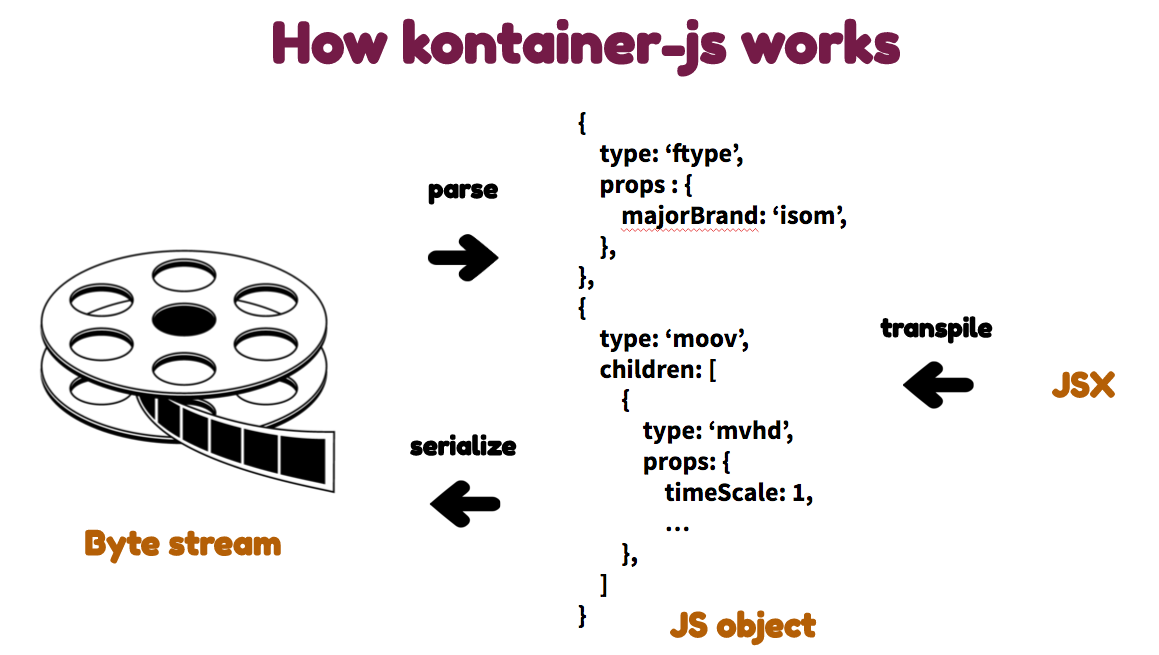 How kontainer-js works
parse
serialize
Byte stream
{
type: ‘ftype’,
props : {
majorBrand: ‘isom’,
},
},
{
type: ‘moov’,
children: [
{
type: ‘mvhd’,
props: {
timeScale: 1,
...
},
]
}
JS object
transpile
JSX